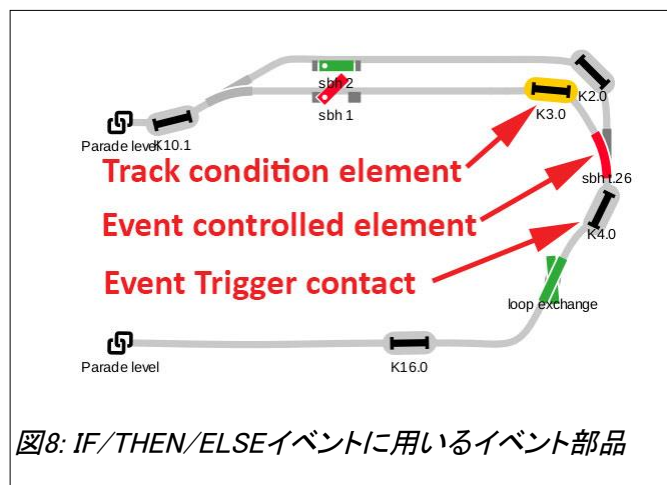 sbh 2
sbh 1
K2.0
K3.0
K10.1
Parade level
Track condition element
sbh t.26
Event controlled element
K4.0
Event Trigger contact
loop exchange
Parade level
K16.0
図8: IF/THEN/ELSEイベントに用いるイベント部品